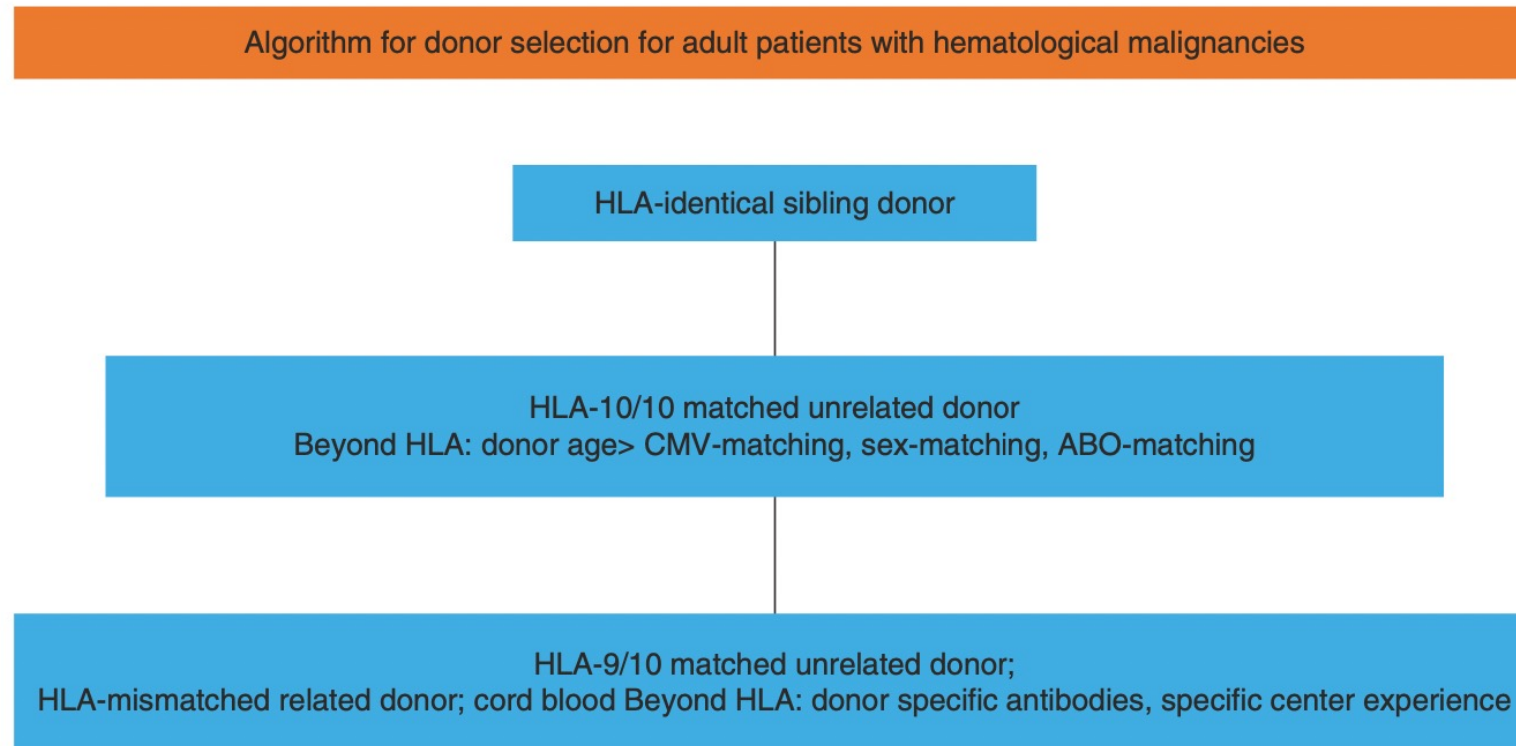 Algorithm for donor selection for adult patients with hematological malignancies
HLA-identical sibling donor
HLA-10/10 matched unrelated donor
Beyond HLA: donor age> CMV-matching, sex-matching, ABO-matching
HLA-9/10 matched unrelated donor;
HLA-mismatched related donor; cord blood Beyond HLA: donor specific antibodies, specific center experience